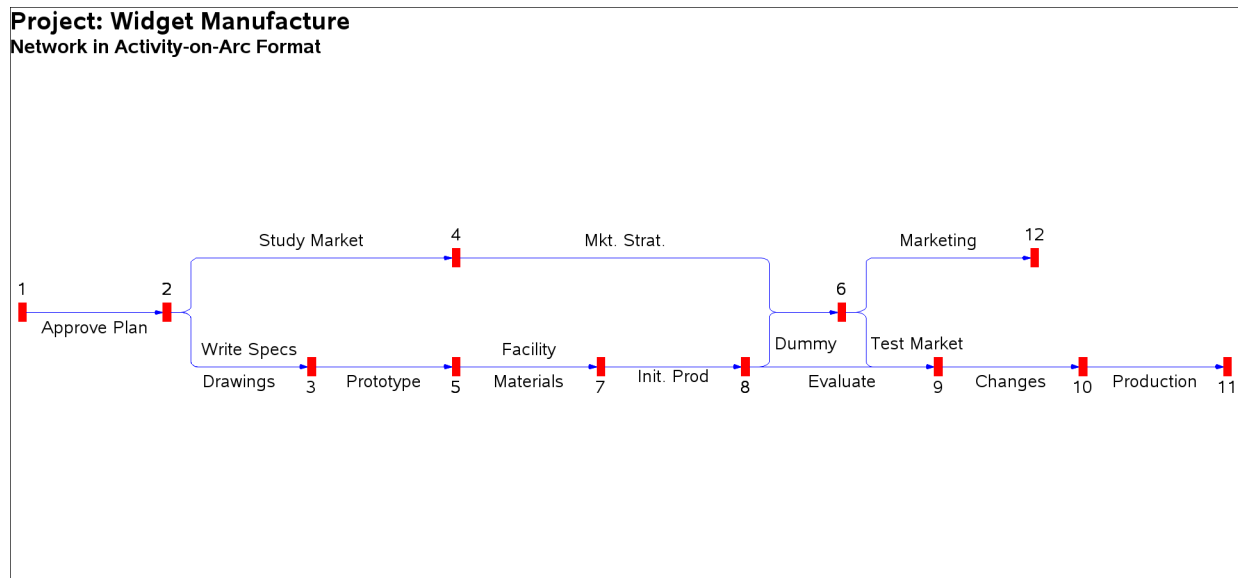 Project: Widget Manufacture
Network in Activity-on-Arc Format
4
12
Study Market
Mkt. Strat.
Marketing
1
2
6
Approve Plan
Dummy
Test Market
Write Specs
Facility
Drawings
3
Prototype
5
Materials
7
Init. Prod
8
Evaluate
9
Changes
10
Production
11